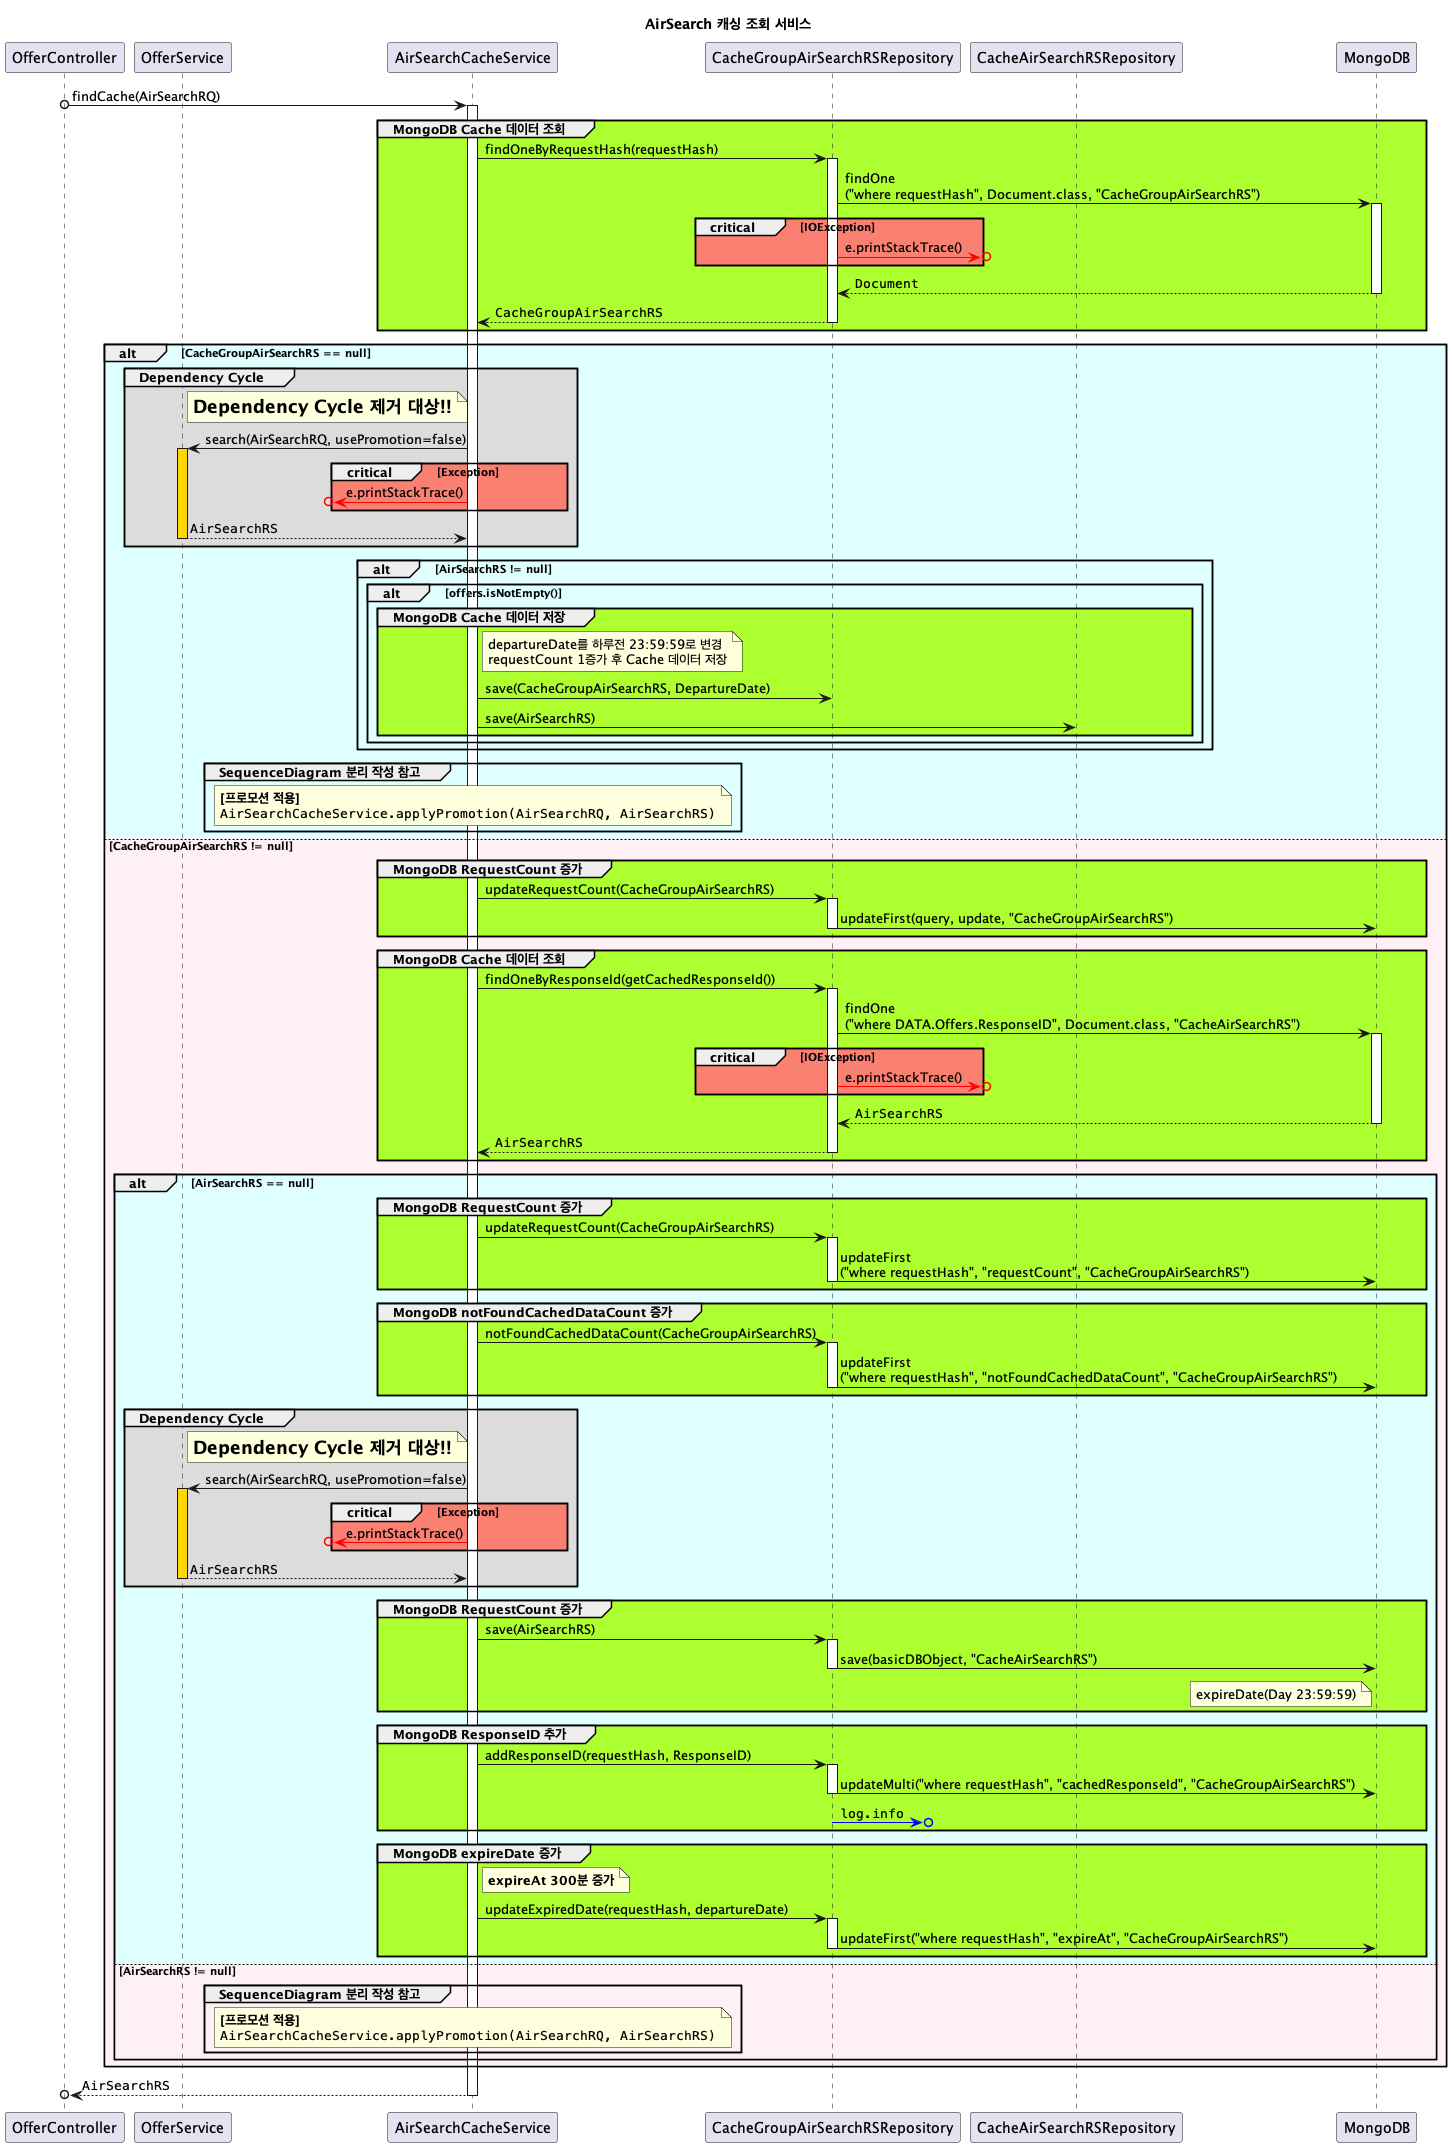 AirSearch 캐싱 조회 서비스
OfferController
OfferService
AirSearchCacheService
CacheGroupAirSearchRSRepository
CacheAirSearchRSRepository
MongoDB
findCache(AirSearchRQ)
MongoDB Cache 데이터 조회
findOneByRequestHash(requestHash)
findOne
("where requestHash", Document.class, "CacheGroupAirSearchRS")
critical
[IOException]
e.printStackTrace()
Document
CacheGroupAirSearchRS
alt
[CacheGroupAirSearchRS == null]
Dependency Cycle
Dependency Cycle 제거 대상!!
search(AirSearchRQ, usePromotion=false)
critical
[Exception]
e.printStackTrace()
AirSearchRS
alt
[AirSearchRS != null]
alt
[offers.isNotEmpty()]
MongoDB Cache 데이터 저장
departureDate를 하루전 23:59:59로 변경
requestCount 1증가 후 Cache 데이터 저장
save(CacheGroupAirSearchRS, DepartureDate)
save(AirSearchRS)
SequenceDiagram 분리 작성 참고
[프로모션 적용]
AirSearchCacheService.applyPromotion(AirSearchRQ, AirSearchRS)
[CacheGroupAirSearchRS != null]
MongoDB RequestCount 증가
updateRequestCount(CacheGroupAirSearchRS)
updateFirst(query, update, "CacheGroupAirSearchRS")
MongoDB Cache 데이터 조회
findOneByResponseId(getCachedResponseId())
findOne
("where DATA.Offers.ResponseID", Document.class, "CacheAirSearchRS")
critical
[IOException]
e.printStackTrace()
AirSearchRS
AirSearchRS
alt
[AirSearchRS == null]
MongoDB RequestCount 증가
updateRequestCount(CacheGroupAirSearchRS)
updateFirst
("where requestHash", "requestCount", "CacheGroupAirSearchRS")
MongoDB notFoundCachedDataCount 증가
notFoundCachedDataCount(CacheGroupAirSearchRS)
updateFirst
("where requestHash", "notFoundCachedDataCount", "CacheGroupAirSearchRS")
Dependency Cycle
Dependency Cycle 제거 대상!!
search(AirSearchRQ, usePromotion=false)
critical
[Exception]
e.printStackTrace()
AirSearchRS
MongoDB RequestCount 증가
save(AirSearchRS)
save(basicDBObject, "CacheAirSearchRS")
expireDate(Day 23:59:59)
MongoDB ResponseID 추가
addResponseID(requestHash, ResponseID)
updateMulti("where requestHash", "cachedResponseId", "CacheGroupAirSearchRS")
log.info
MongoDB expireDate 증가
expireAt 300분 증가
updateExpiredDate(requestHash, departureDate)
updateFirst("where requestHash", "expireAt", "CacheGroupAirSearchRS")
[AirSearchRS != null]
SequenceDiagram 분리 작성 참고
[프로모션 적용]
AirSearchCacheService.applyPromotion(AirSearchRQ, AirSearchRS)
AirSearchRS
OfferController
OfferService
AirSearchCacheService
CacheGroupAirSearchRSRepository
CacheAirSearchRSRepository
MongoDB